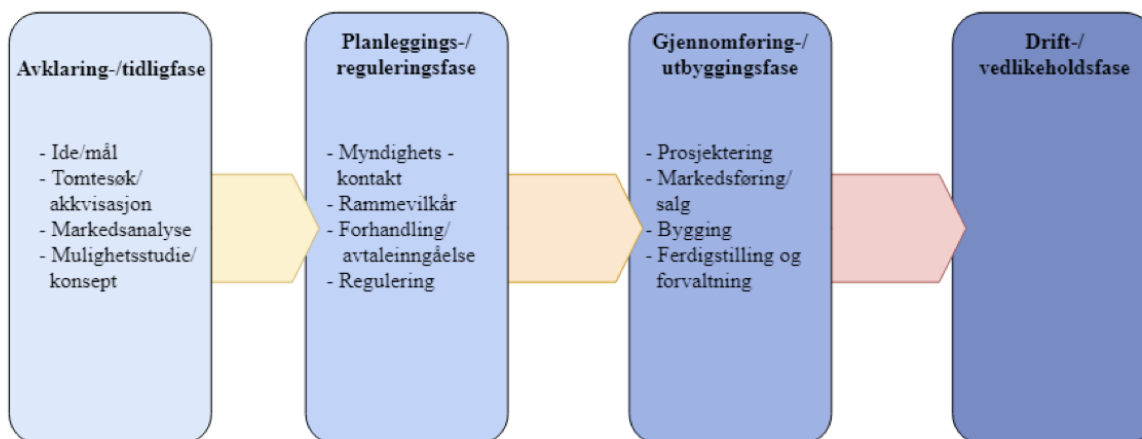 Avklaring-/tidligfase
- Ide/mål
- Tomtesøk/
akkvisasjon
- Markedsanalyse
- Mulighetsstudie/
konsept
Planleggings-/
reguleringsfase
- Myndighets -
kontakt
- Rammevilkår
- Forhandling/
avtaleinngåelse
- Regulering
Gjennomføring-/
utbyggingsfase
- Prosjektering
- Markedsføring/
salg
- Bygging
- Ferdigstilling og
forvaltning
Drift-/
vedlikeholdsfase